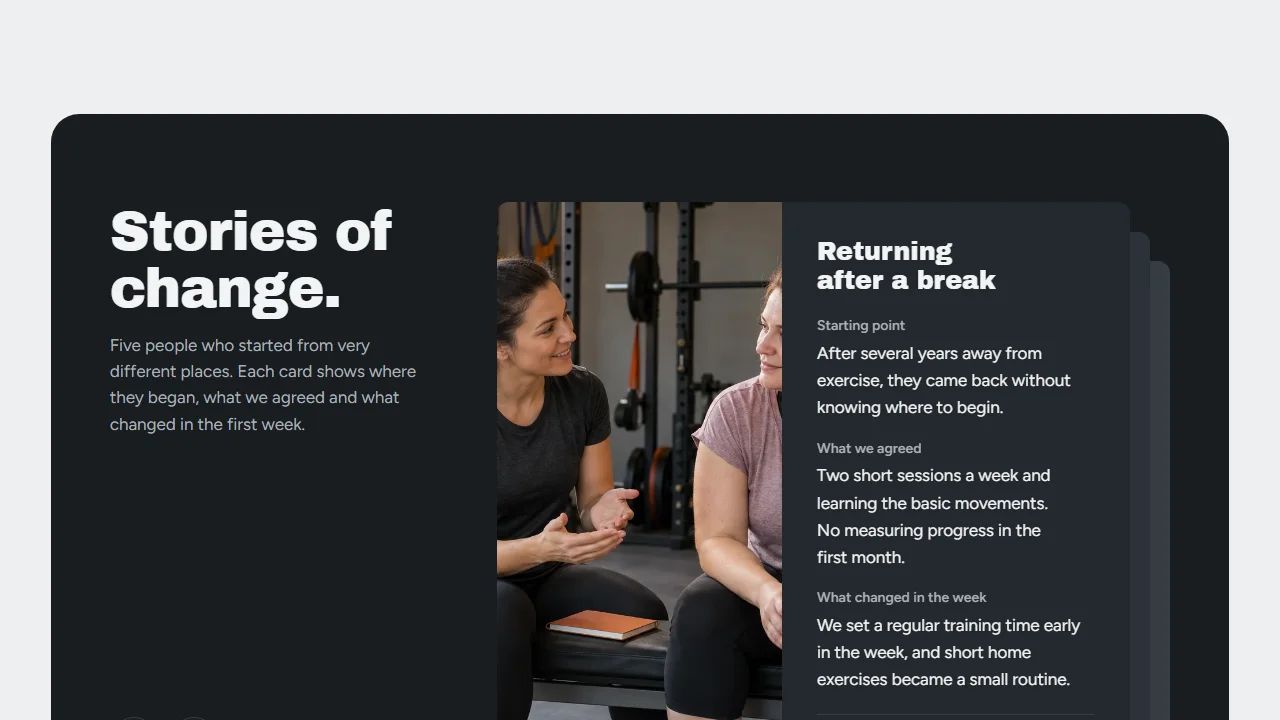 Stories of
change.
Five people who started from very
different places. Each card shows where
they began, what we agreed and what
changed in the first week.
Returning
after a break
Starting point
After several years away from
exercise, they came back without
knowing where to begin.
What we agreed
Two short sessions a week and
learning the basic movements.
No measuring progress in the
first month.
What changed in the week
We set a regular training time early
in the week, and short home
exercises became a small routine.